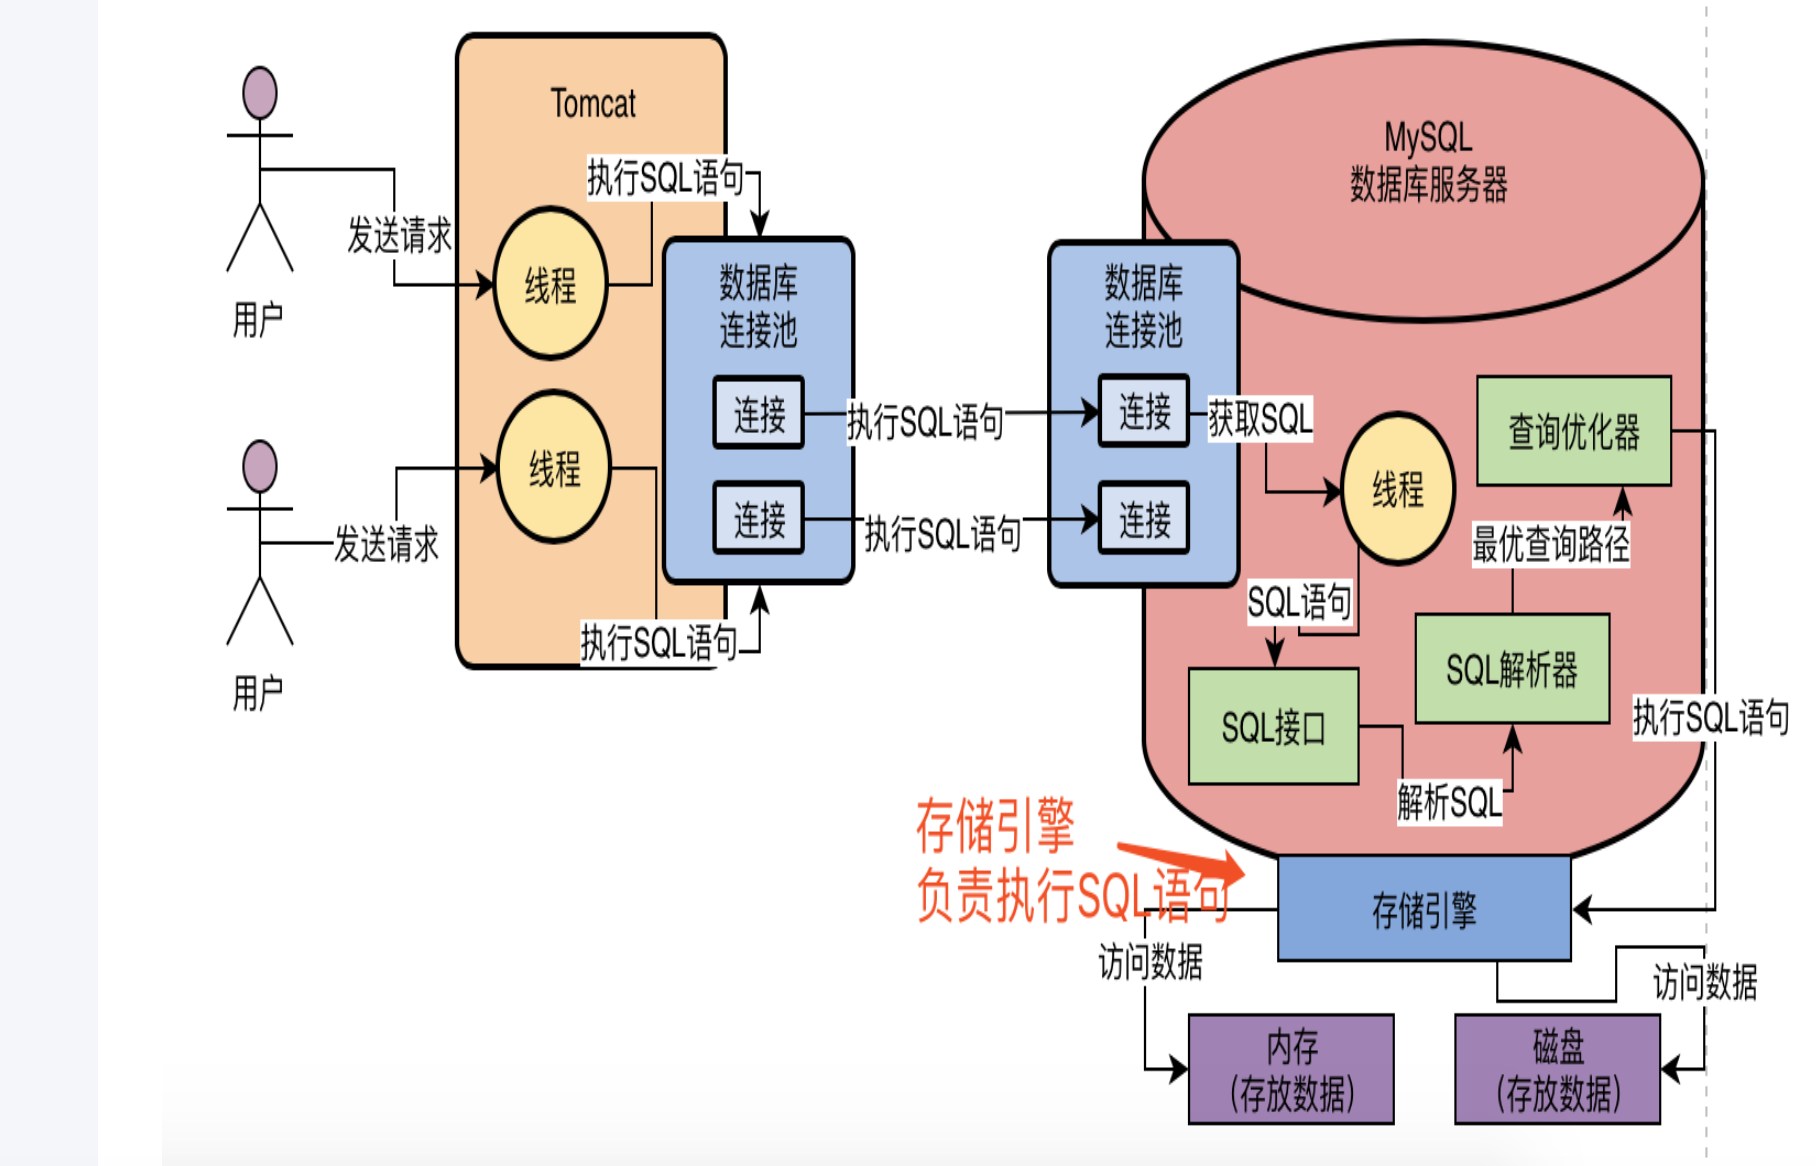 Tomcat
执行SQL语句
发送请求
线程
用户
数据库
连接池
连接
执行SQL语句
线程
连接
执行SQL语句
发送请求
执行SQL语句
用户
MySQL
数据库服务器
数据库
连接池
连接
获取SQL
连接
线程
查询优化器
最优查询路径
SQL语句
SQL解析器
SQL接口
解析SQL
执行SQL语句
存储引擎
负责执行SQL语句
存储引擎
访问数据
访问数据
内存
(存放数据)
磁盘
(存放数据)